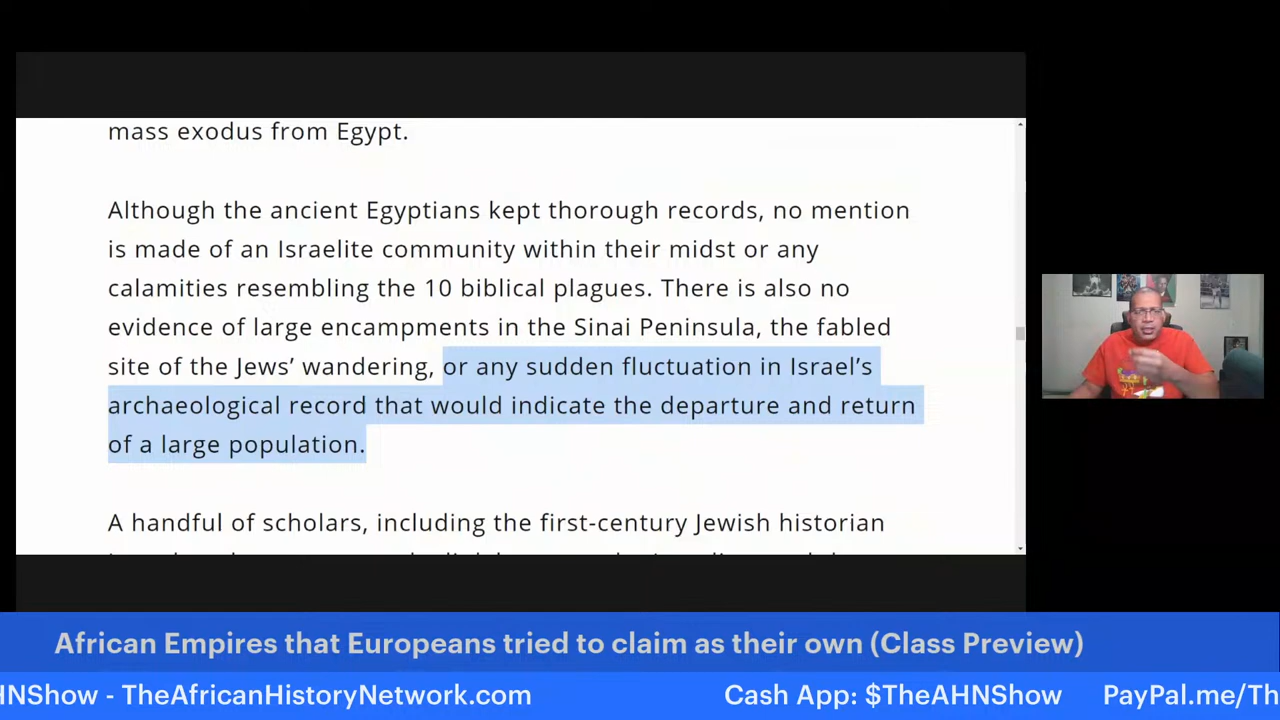 mass exodus from Egypt.
Although the ancient Egyptians kept thorough records, no mention
is made of an Israelite community within their midst or any
calamities resembling the 10 biblical plagues. There is also no
evidence of large encampments in the Sinai Peninsula, the fabled
site of the Jews’ wandering, or any sudden fluctuation in Israel’s
archaeological record that would indicate the departure and return
of a large population.
A handful of scholars, including the first-century Jewish historian
African Empires that Europeans tried to claim as their own (Class Preview)
HNShow - TheAfricanHistoryNetwork.com
Cash App: $TheAHNShow
PayPal.me/Th